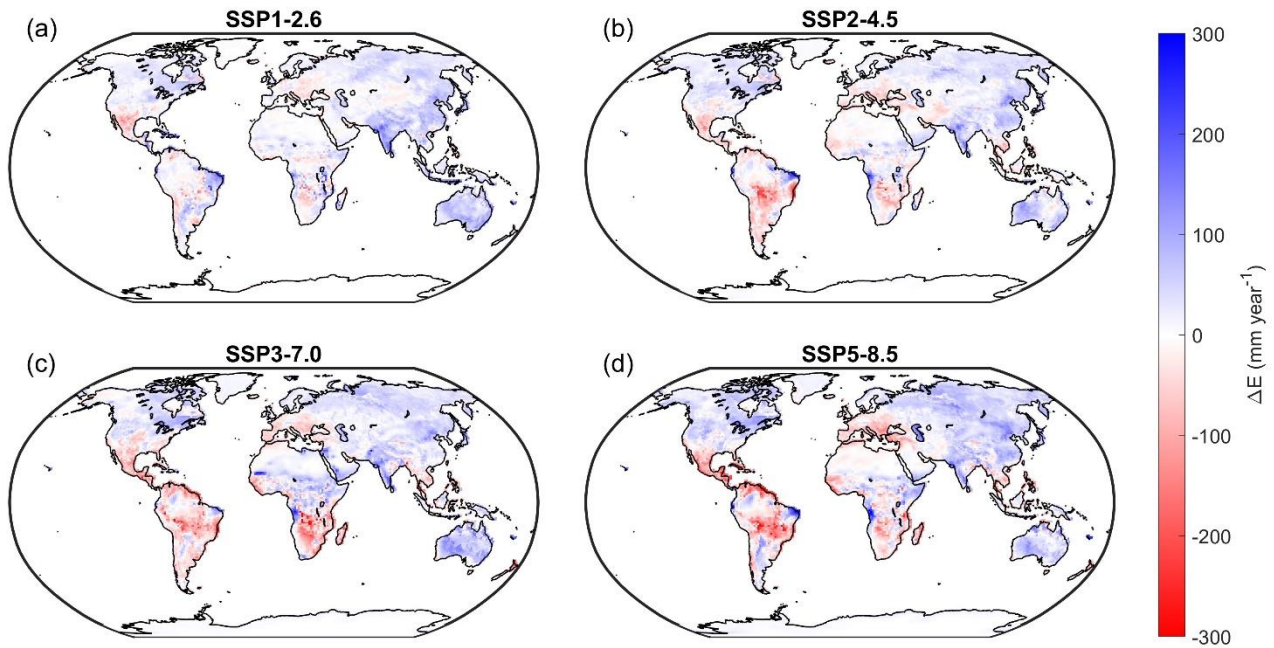 (a) SSP1-2.6
(b) SSP2-4.5
(c) SSP3-7.0
(d) SSP5-8.5
300
200
100
0
-100
-200
-300
ΔE (mm year⁻¹)